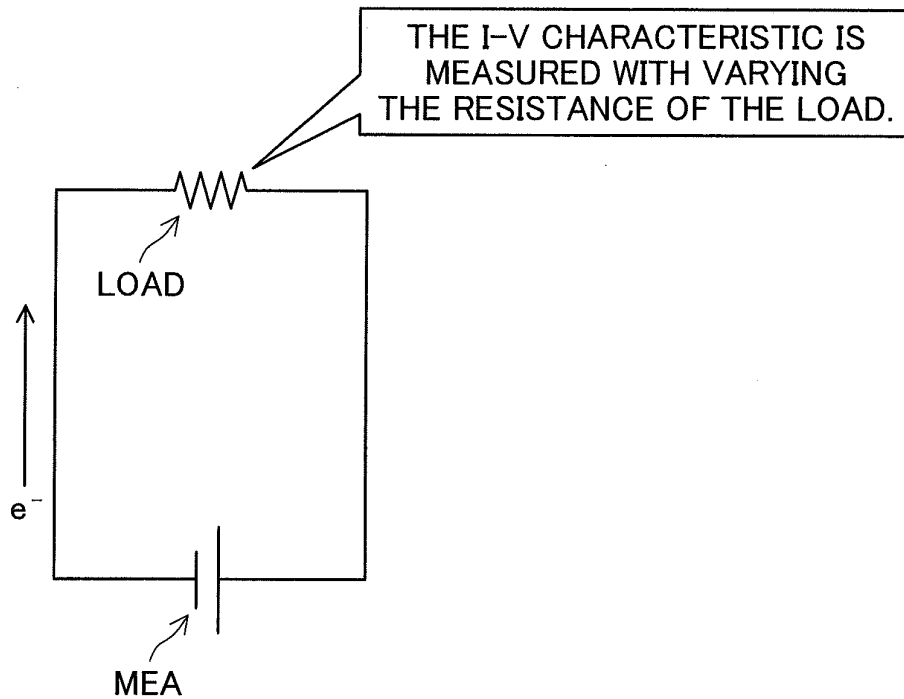 THE I-V CHARACTERISTIC IS
MEASURED WITH VARYING
THE RESISTANCE OF THE LOAD.
LOAD
e⁻
MEA